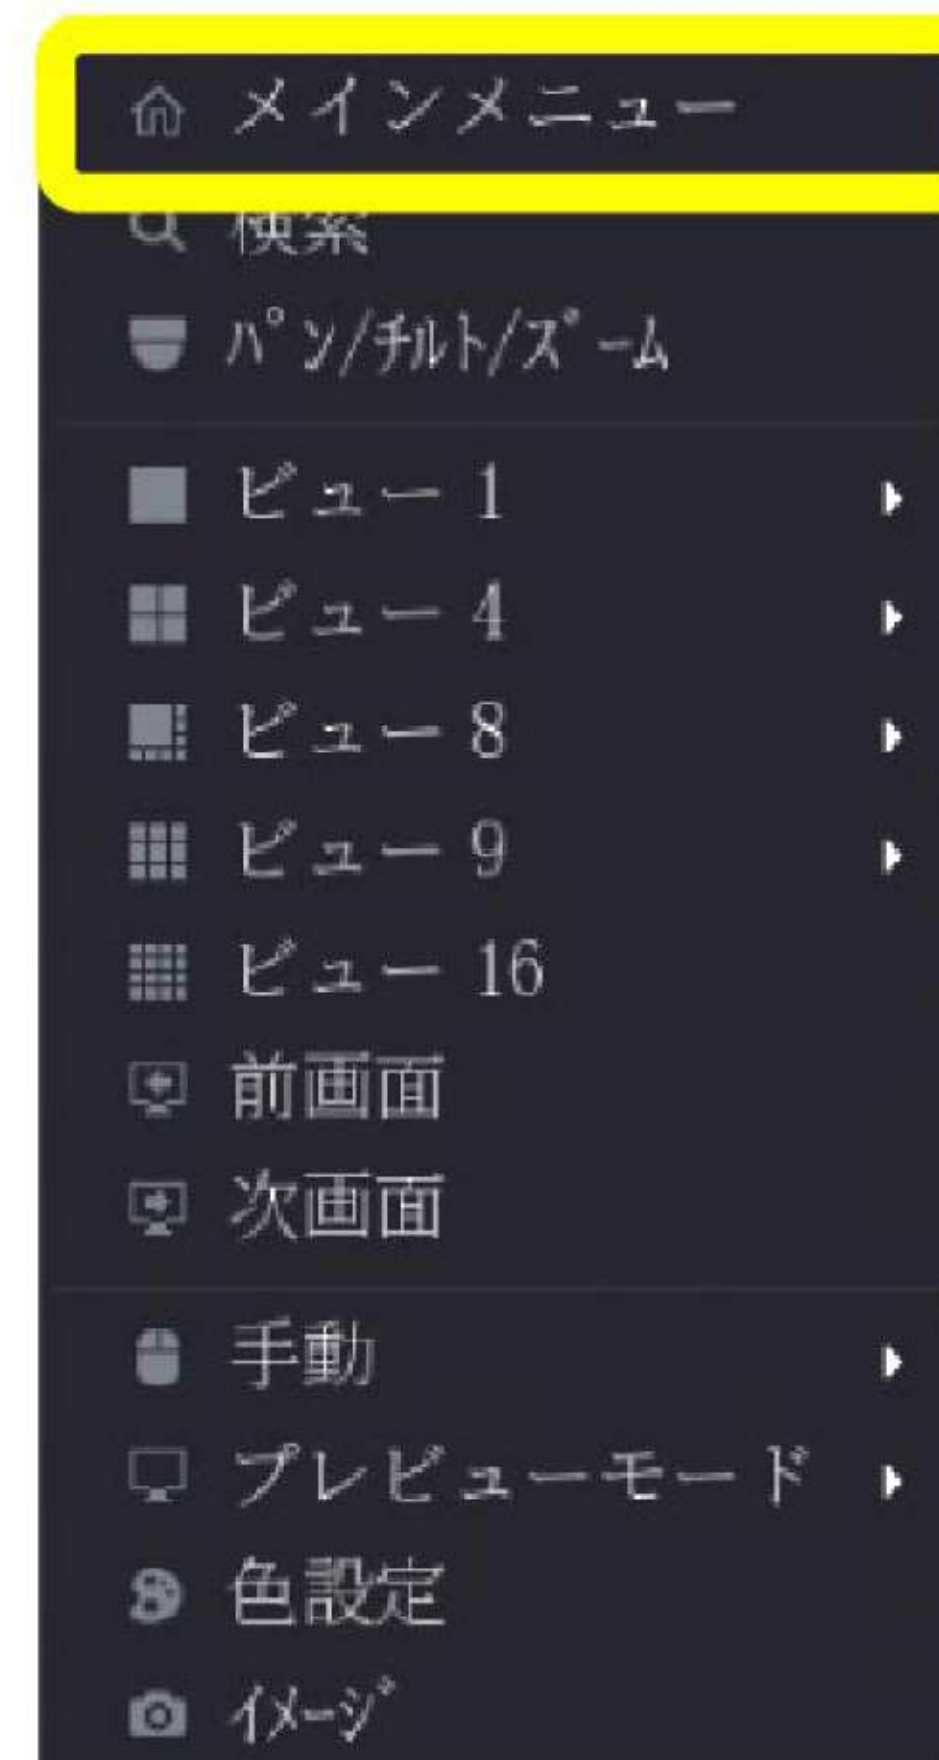 メインメニュー
検索
ﾊﾟﾝ/ﾁﾙﾄ/ｽﾞｰﾑ
ビュー 1
ビュー 4
ビュー 8
ビュー 9
ビュー 16
前画面
次画面
手動
プレビューモード
色設定
ｲﾒｰｼﾞ